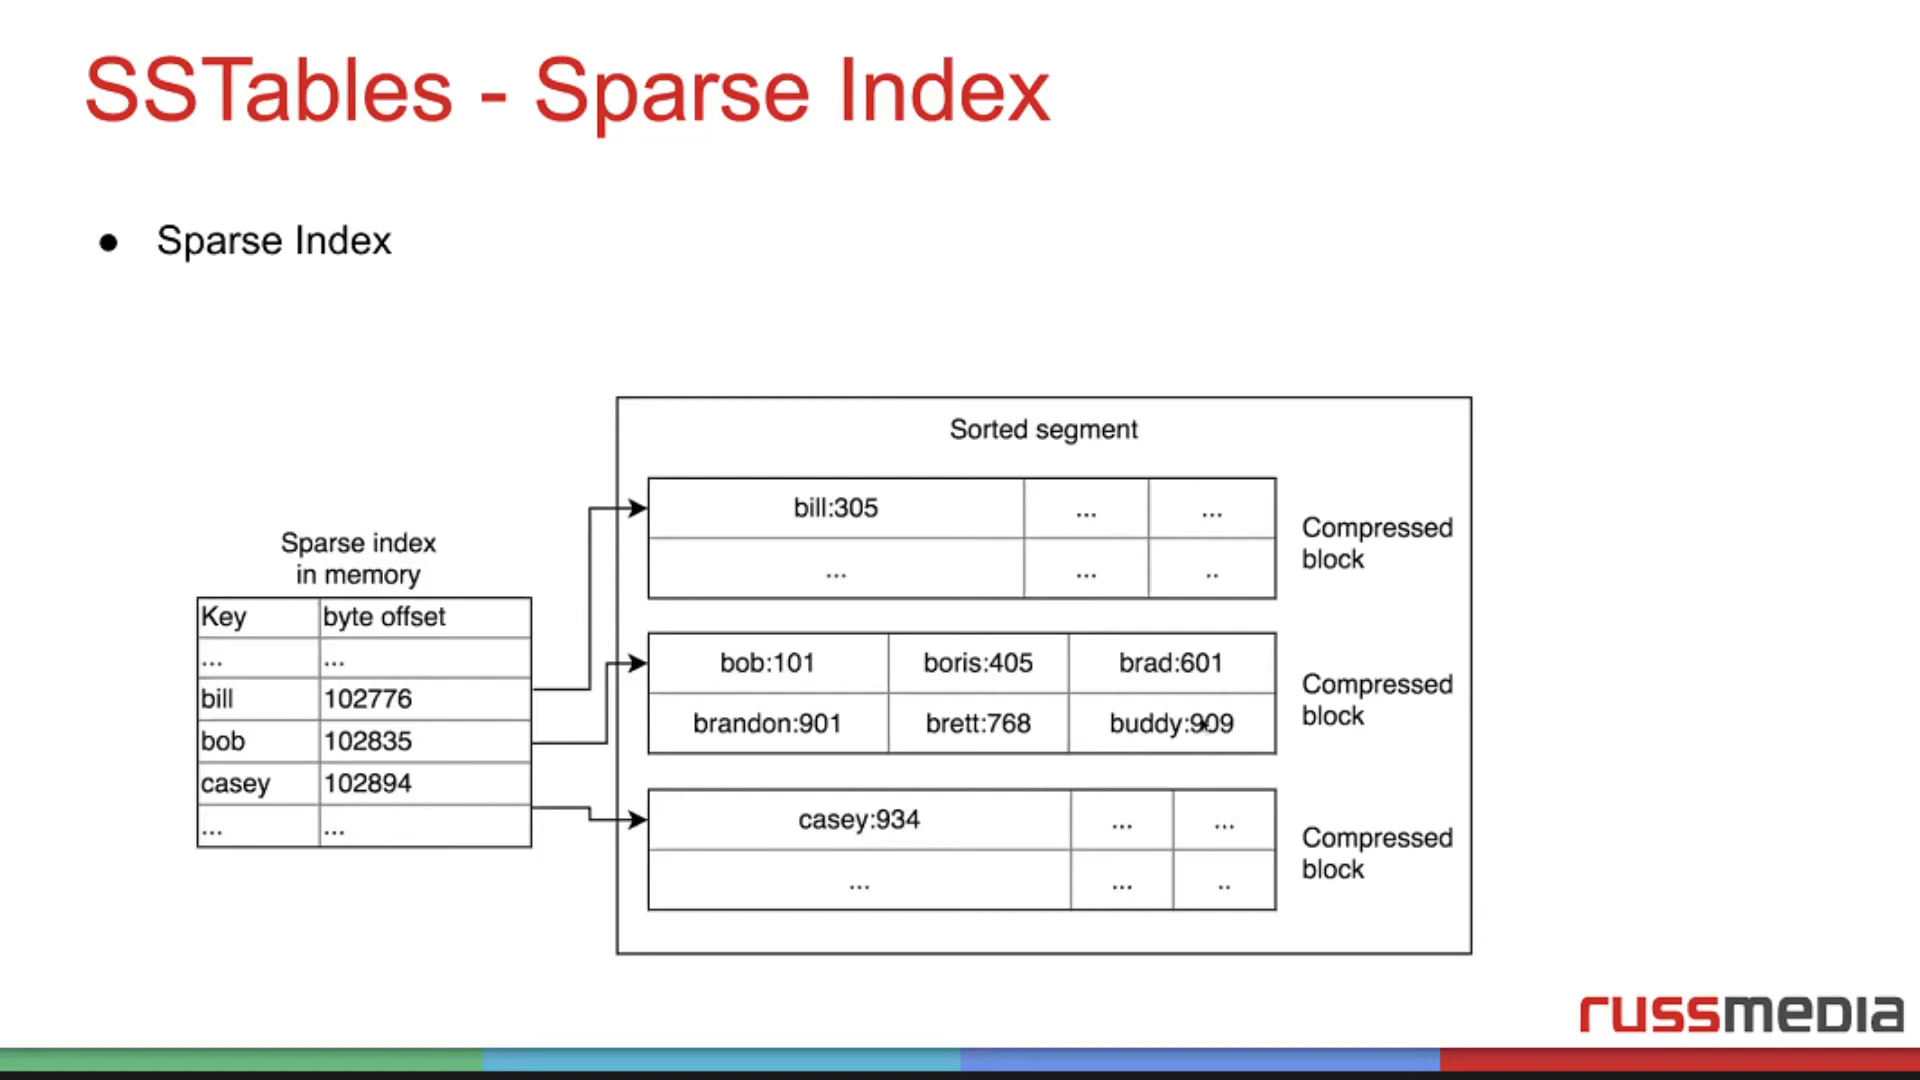 SSTables - Sparse Index
● Sparse Index
Sparse index
in memory
Key byte offset
... ...
bill 102776
bob 102835
casey 102894
... ...
Sorted segment
bill:305 ... ...
... ... ..
Compressed
block
bob:101 boris:405 brad:601
brandon:901 brett:768 buddy:909
Compressed
block
casey:934 ... ...
... ... ..
Compressed
block
russmedia